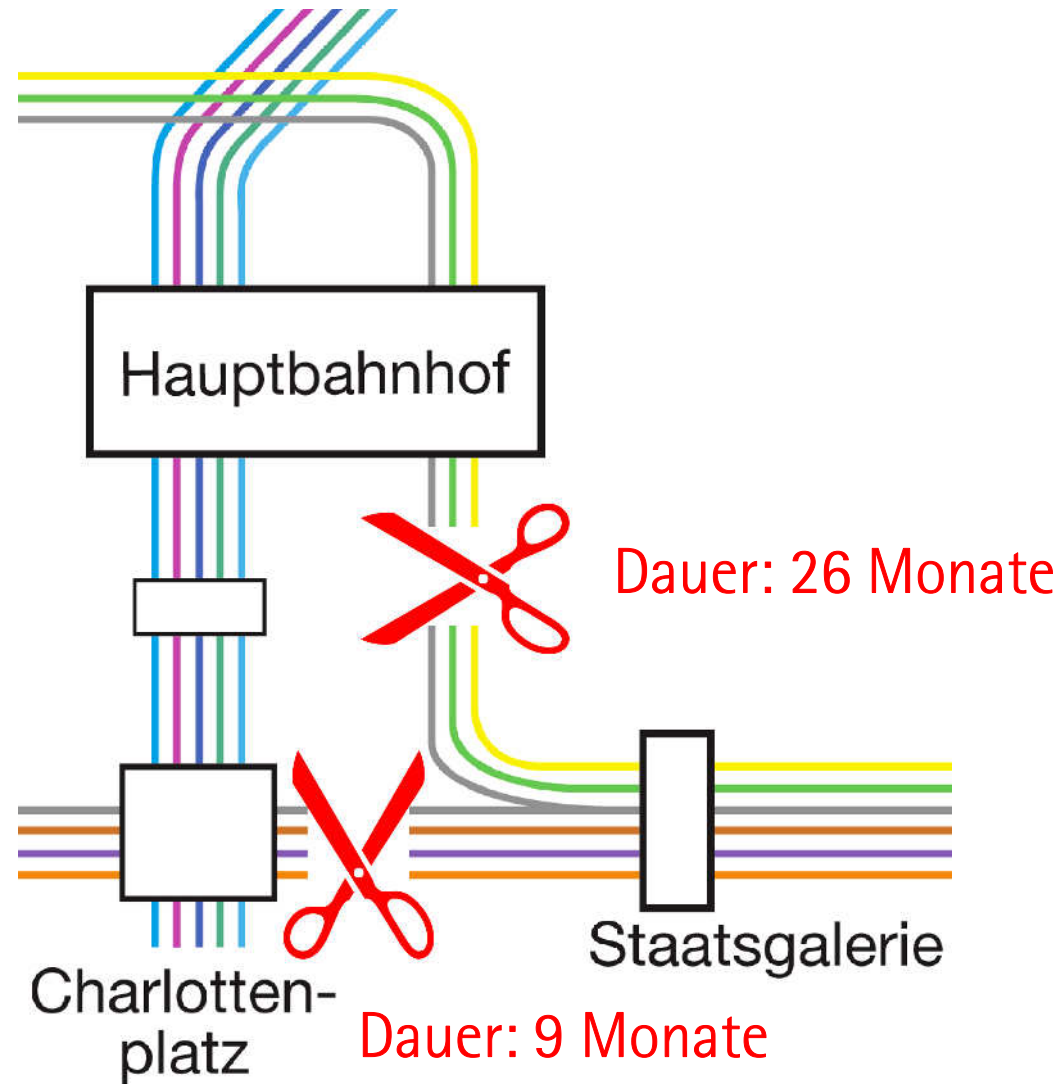 Hauptbahnhof
Dauer: 26 Monate
Staatsgalerie
Charlotten-
platz
Dauer: 9 Monate